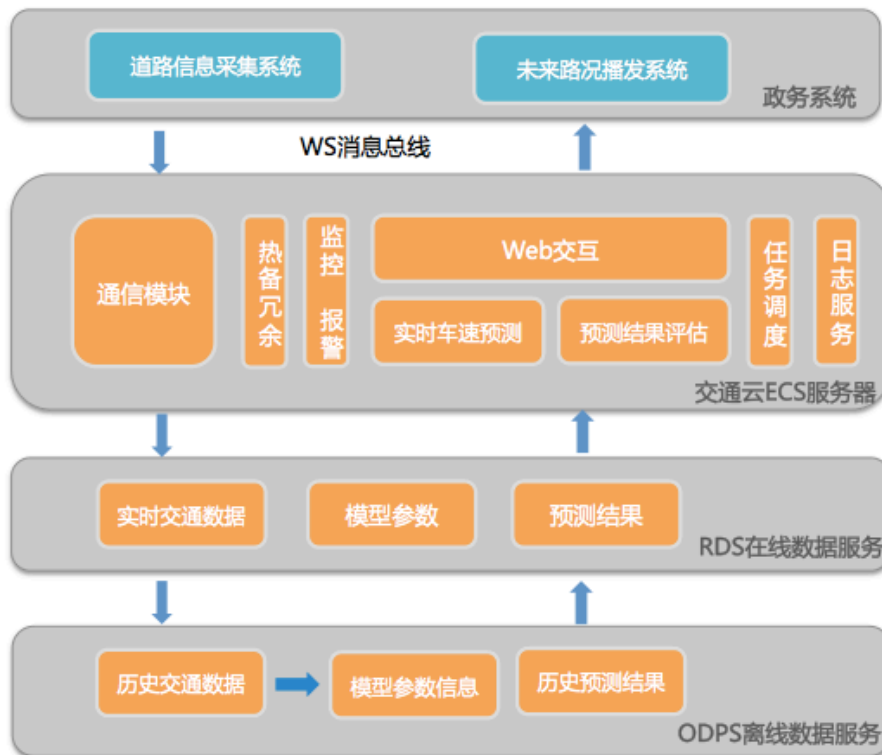 道路信息采集系统
未来路况播发系统
政务系统
WS消息总线
通信模块
热备冗余
监控 报警
Web交互
实时车速预测
预测结果评估
任务调度
日志服务
交通云ECS服务器
实时交通数据
模型参数
预测结果
RDS在线数据服务
历史交通数据
模型参数信息
历史预测结果
ODPS离线数据服务